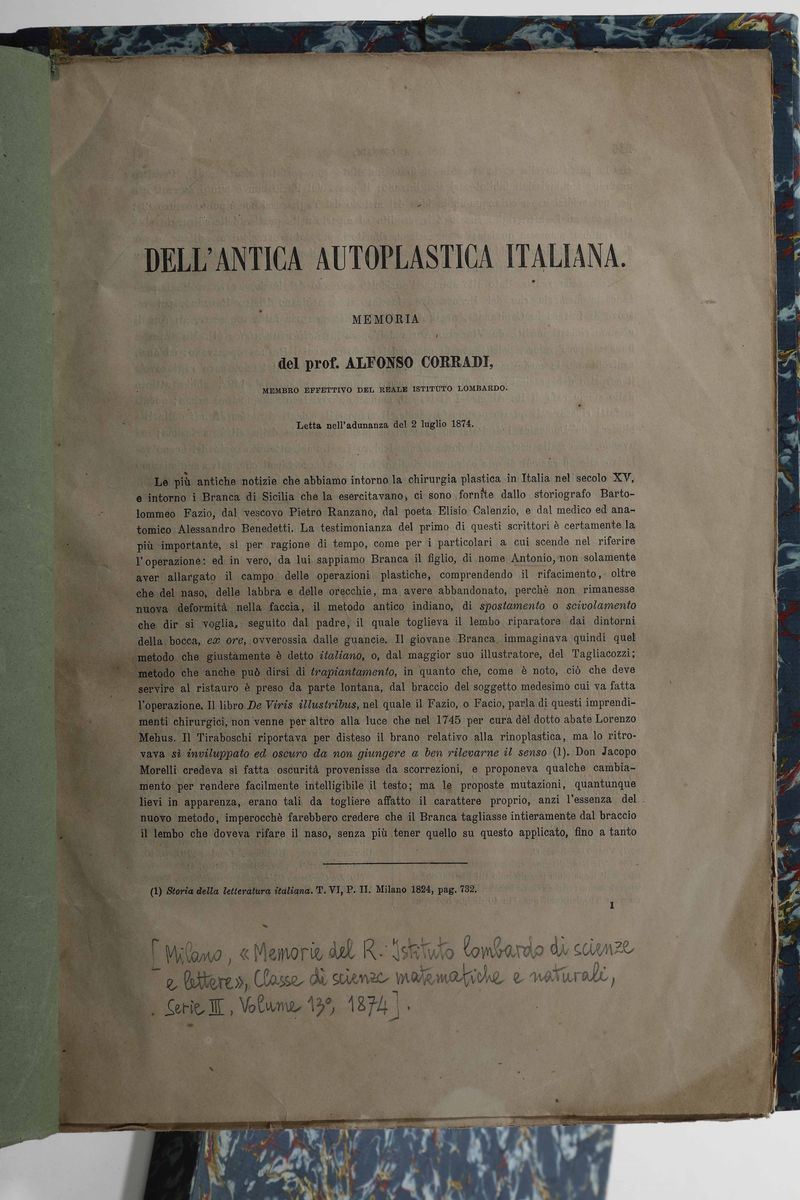 DELL'ANTICA AUTOPLASTICA ITALIANA.
MEMORIA
del prof. ALFONSO CORRADI,
MEMBRO EFFETTIVO DEL REALE ISTITUTO LOMBARDO.
Letta nell'adunanza del 2 luglio 1874.
Le più antiche notizie che abbiamo intorno la chirurgia plastica in Italia nel secolo XV,
e intorno i Branca di Sicilia che la esercitavano, ci sono fornite dallo storiografo Barto-
lommeo Fazio, dal vescovo Pietro Ranzano, dal poeta Elisio Calenzio, e dal medico ed ana-
tomico Alessandro Benedetti. La testimonianza del primo di questi scrittori è certamente la
più importante, sì per ragione di tempo, come per i particolari a cui scende nel riferire
l'operazione: ed in vero, da lui sappiamo Branca il figlio, di nome Antonio, non solamente
aver allargato il campo delle operazioni plastiche, comprendendo il rifacimento, oltre
che del naso, delle labbra e delle orecchie, ma avere abbandonato, perchè non rimanesse
nuova deformità nella faccia, il metodo antico indiano, di spostamento o scivolamento
che dir si voglia, seguito dal padre, il quale toglieva il lembo riparatore dai dintorni
della bocca, ex ore, ovverossia dalle guancie. Il giovane Branca immaginava quindi quel
metodo che giustamente è detto italiano, o, dal maggior suo illustratore, del Tagliacozzi;
metodo che anche può dirsi di trapiantamento, in quanto che, come è noto, ciò che deve
servire al ristauro è preso da parte lontana, dal braccio del soggetto medesimo cui va fatta
l'operazione. Il libro De Viris illustribus, nel quale il Fazio, o Facio, parla di questi imprendi-
menti chirurgici, non venne per altro alla luce che nel 1745 per cura del dotto abate Lorenzo
Mehus. Il Tiraboschi riportava per disteso il brano relativo alla rinoplastica, ma lo ritro-
vava sì inviluppato ed oscuro da non giungere a ben rilevarne il senso (1). Don Jacopo
Morelli credeva sì fatta oscurità provenisse da scorrezioni, e proponeva qualche cambia-
mento per rendere facilmente intelligibile il testo; ma le proposte mutazioni, quantunque
lievi in apparenza, erano tali da togliere affatto il carattere proprio, anzi l'essenza del
nuovo metodo, imperocchè farebbero credere che il Branca tagliasse intieramente dal braccio
il lembo che doveva rifare il naso, senza più tener quello su questo applicato, fino a tanto
(1) Storia della letteratura italiana. T. VI, P. II. Milano 1824, pag. 732.
1
[Milano, « Memorie del R. Istituto lombardo di scienze
e lettere», Classe di scienze matematiche e naturali,
Serie III, Volume 13°, 1874].